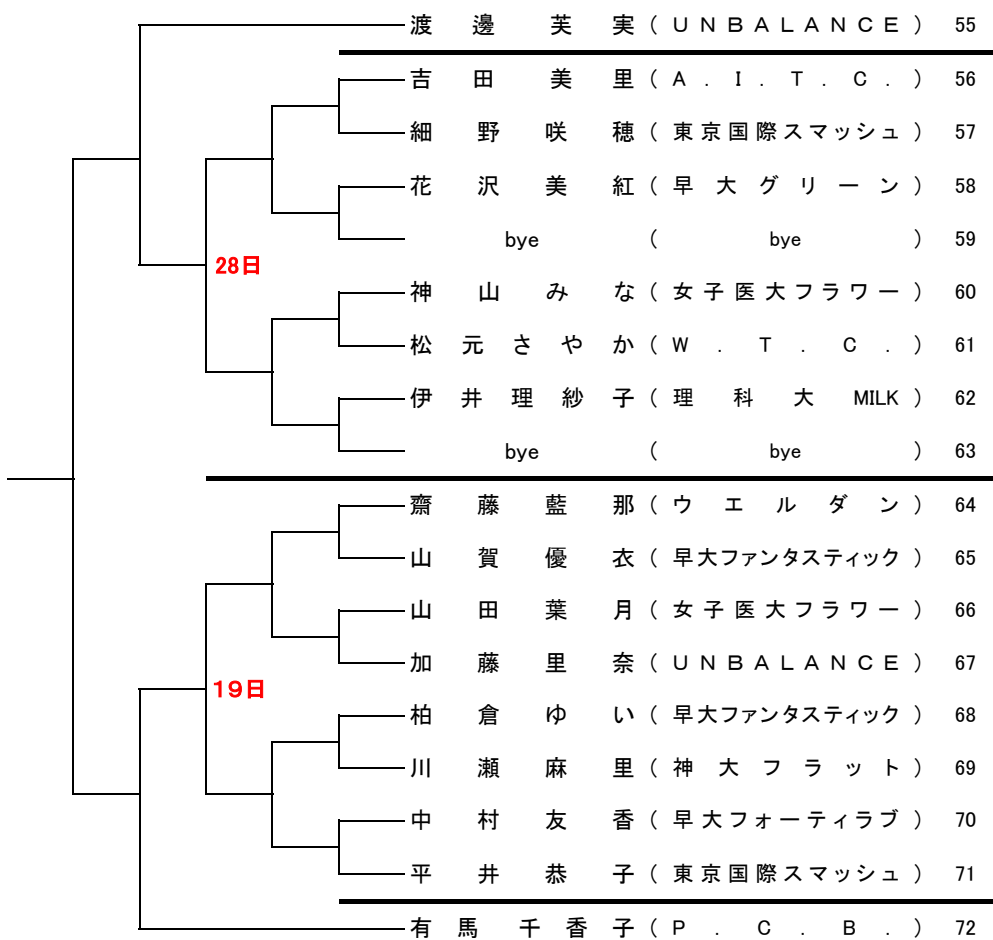 渡邊芙実(UNBALANCE) 55
吉田美里(A.I.T.C.) 56
細野咲穂(東京国際スマッシュ) 57
花沢美紅(早大グリーン) 58
bye(bye) 59
28日
神山みな(女子医大フラワー) 60
松元さやか(W.T.C.) 61
伊井理紗子(理科大MILK) 62
bye(bye) 63
齋藤藍那(ウエルダン) 64
山賀優衣(早大ファンタスティック) 65
山田葉月(女子医大フラワー) 66
加藤里奈(UNBALANCE) 67
19日
柏倉ゆい(早大ファンタスティック) 68
川瀬麻里(神大フラット) 69
中村友香(早大フォーティラブ) 70
平井恭子(東京国際スマッシュ) 71
有馬千香子(P.C.B.) 72